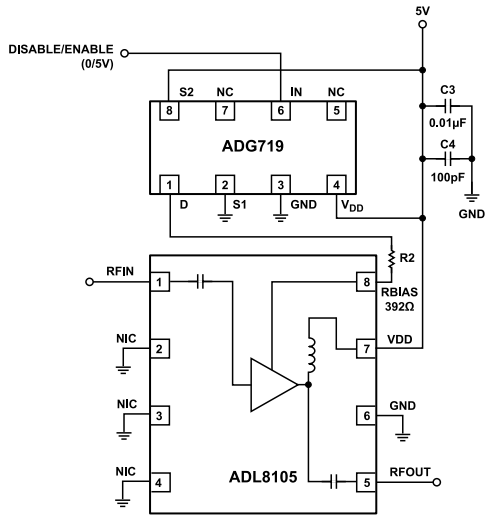 5V
DISABLE/ENABLE
(0/5V)
S2 NC IN NC
8 7 6 5
C3
0.01µF
ADG719
C4
100pF
1 2 3 4
D S1 GND VDD
GND
R2
RFIN
1
8
RBIAS
392Ω
NIC
2
7
VDD
NIC
3
6
GND
NIC
4
ADL8105
5
RFOUT